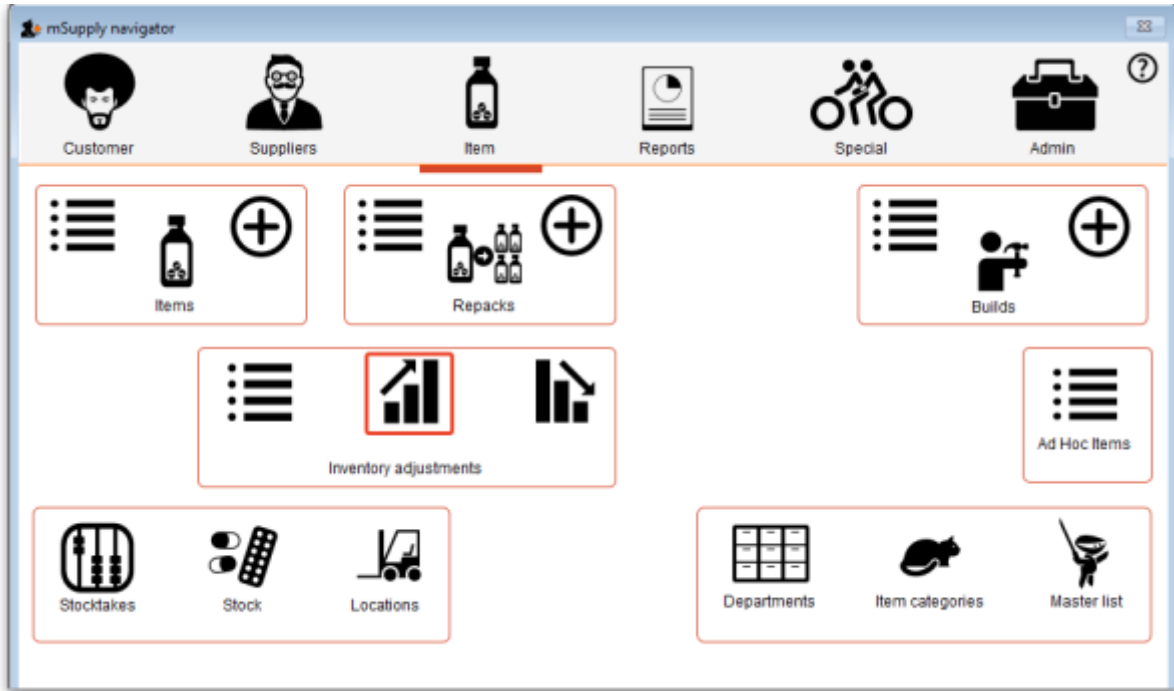 mSupply navigator
Customer
Suppliers
Item
Reports
Special
Admin
Items
Repacks
Builds
Inventory adjustments
Ad Hoc Items
Stocktakes
Stock
Locations
Departments
Item categories
Master list